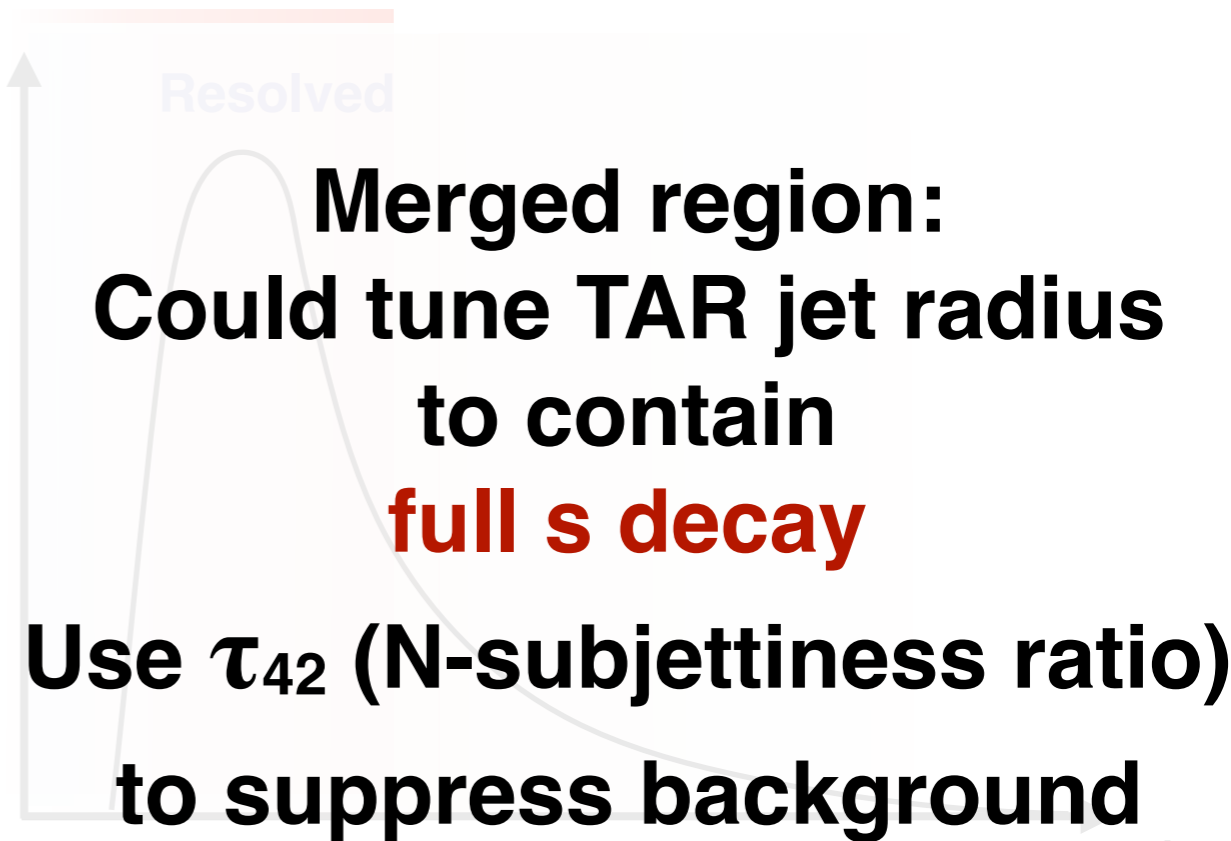 Resolved
Merged region:
Could tune TAR jet radius
to contain
full s decay
Use τ₄₂ (N-subjettiness ratio)
to suppress background